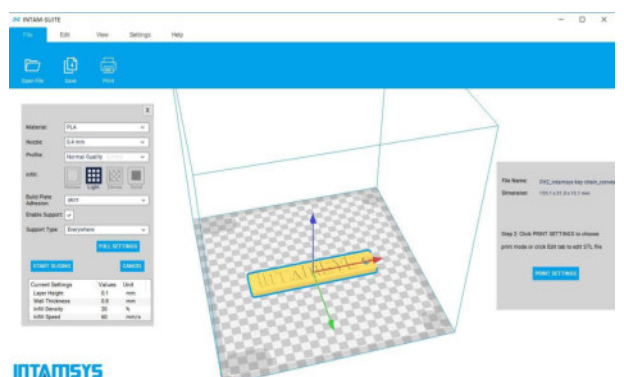 INTAM-SUITE
File Edit View Settings Help
Open File Save Print
X
Material: PLA
Nozzle: 0.4 mm
Profile: Normal Quality
Infill:
Light
Build Plate Adhesion: skirt
Enable Support:
Support Type: Everywhere
FULL SETTINGS
START SLICING CANCEL
Current Settings Values Unit
Layer Height 0.1 mm
Wall Thickness 0.8 mm
Infill Density 20 %
Infill Speed 60 mm/s
File Name:
Dimension:
Step 2: Click PRINT SETTINGS to choose
print mode or click Edit tab to edit STL file
PRINT SETTINGS
INTAMSYS